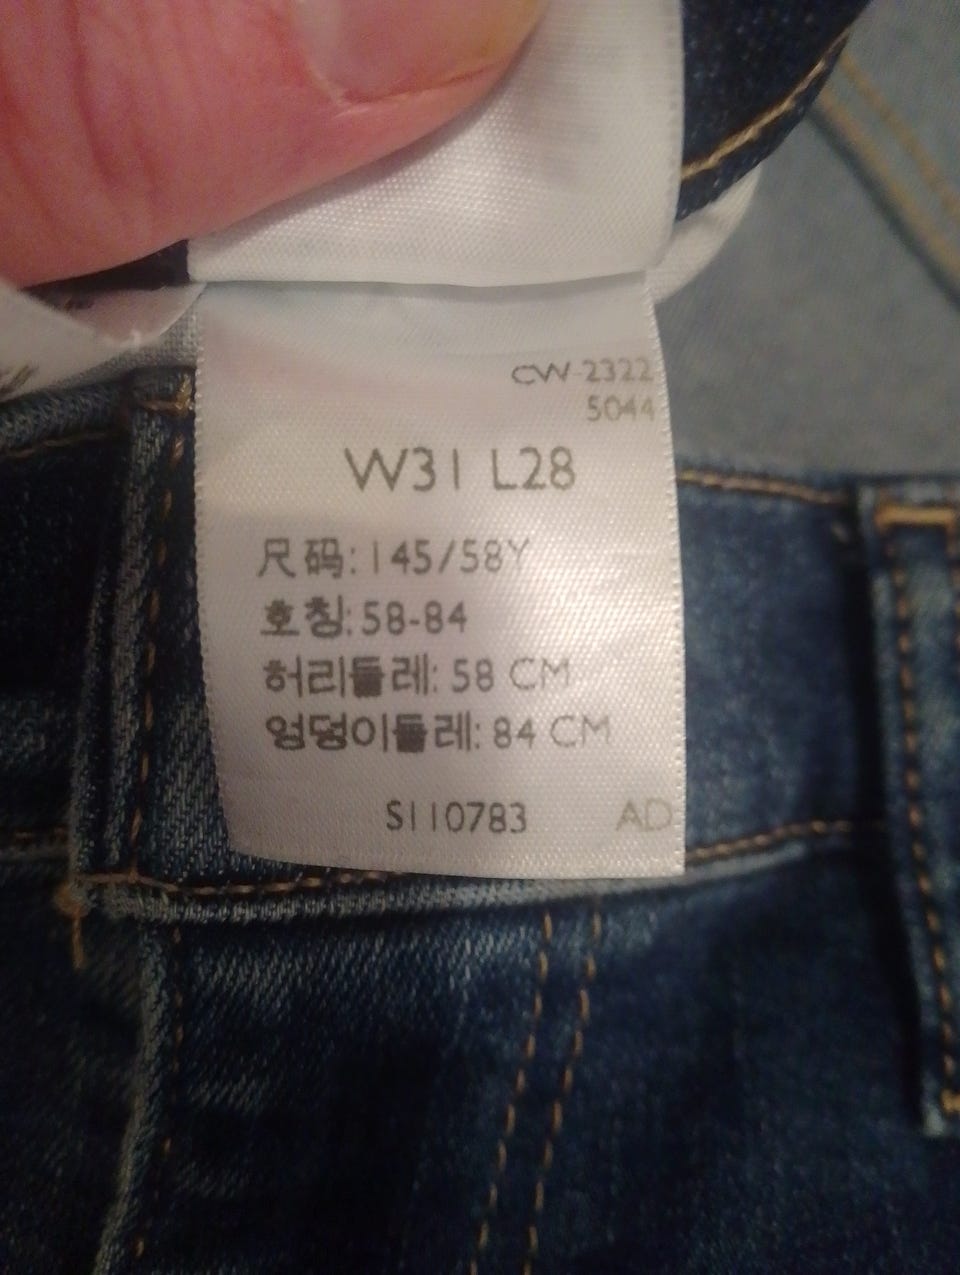 CW-2322
5044
W31 L28
尺码: 145/58Y
호칭: 58-84
허리둘레: 58 CM
엉덩이둘레: 84 CM
S110783 AD